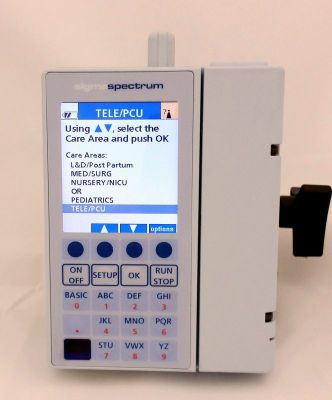 sigmaspectrum
TELE/PCU ?
Using ▲▼, select the
Care Area and push OK
Care Areas:
L&D/Post Partum
MED/SURG
NURSERY/NICU
OR
PEDIATRICS
TELE/PCU
▲ ▼ options
ON OFF SETUP OK RUN STOP
BASIC ABC DEF GHI
0 1 2 3
JKL MNO PQR
. 4 5 6
STU VWX YZ
7 8 9